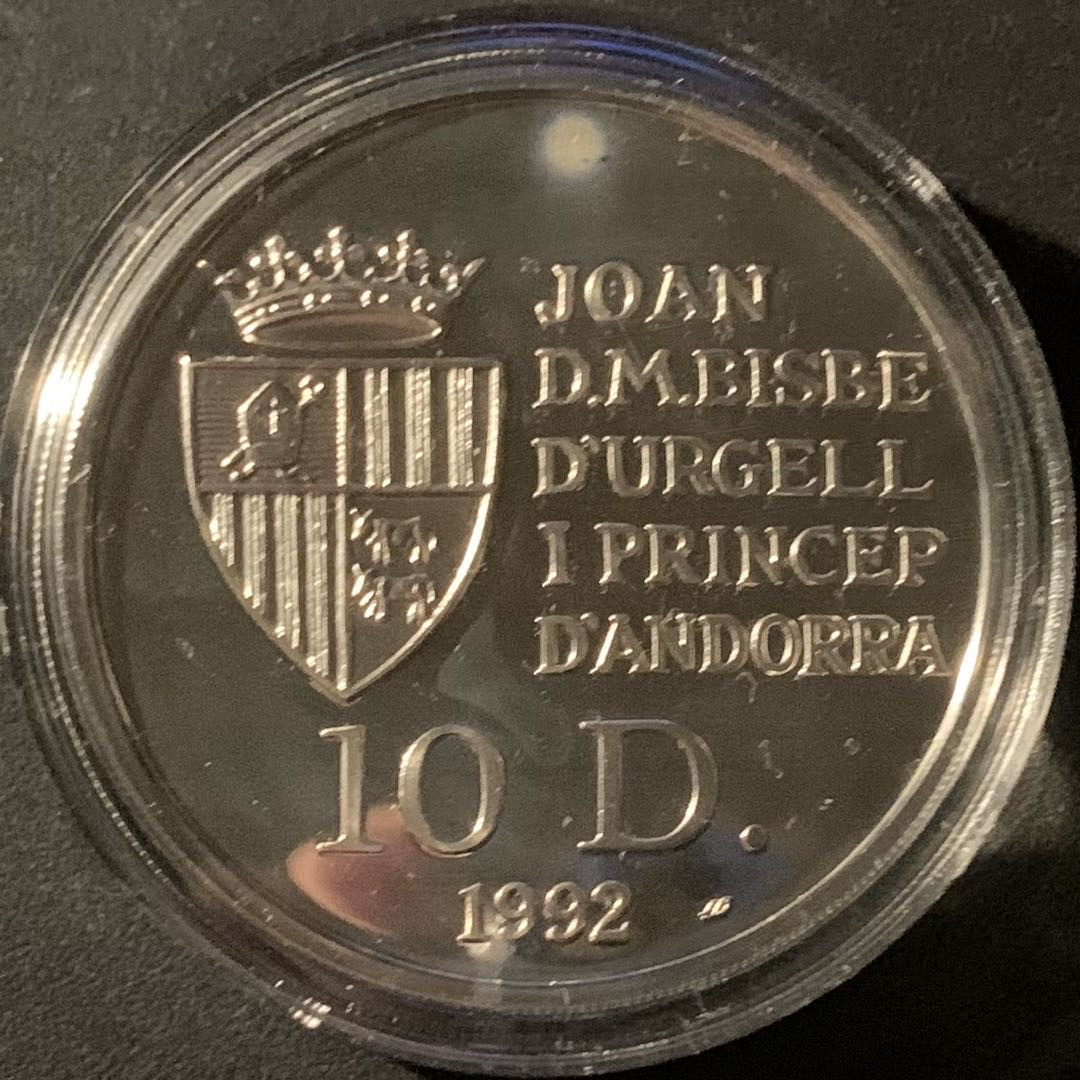 JOAN
D.M.BISBE
D'URGELL
I PRINCEP
D'ANDORRA
10 D.
1992